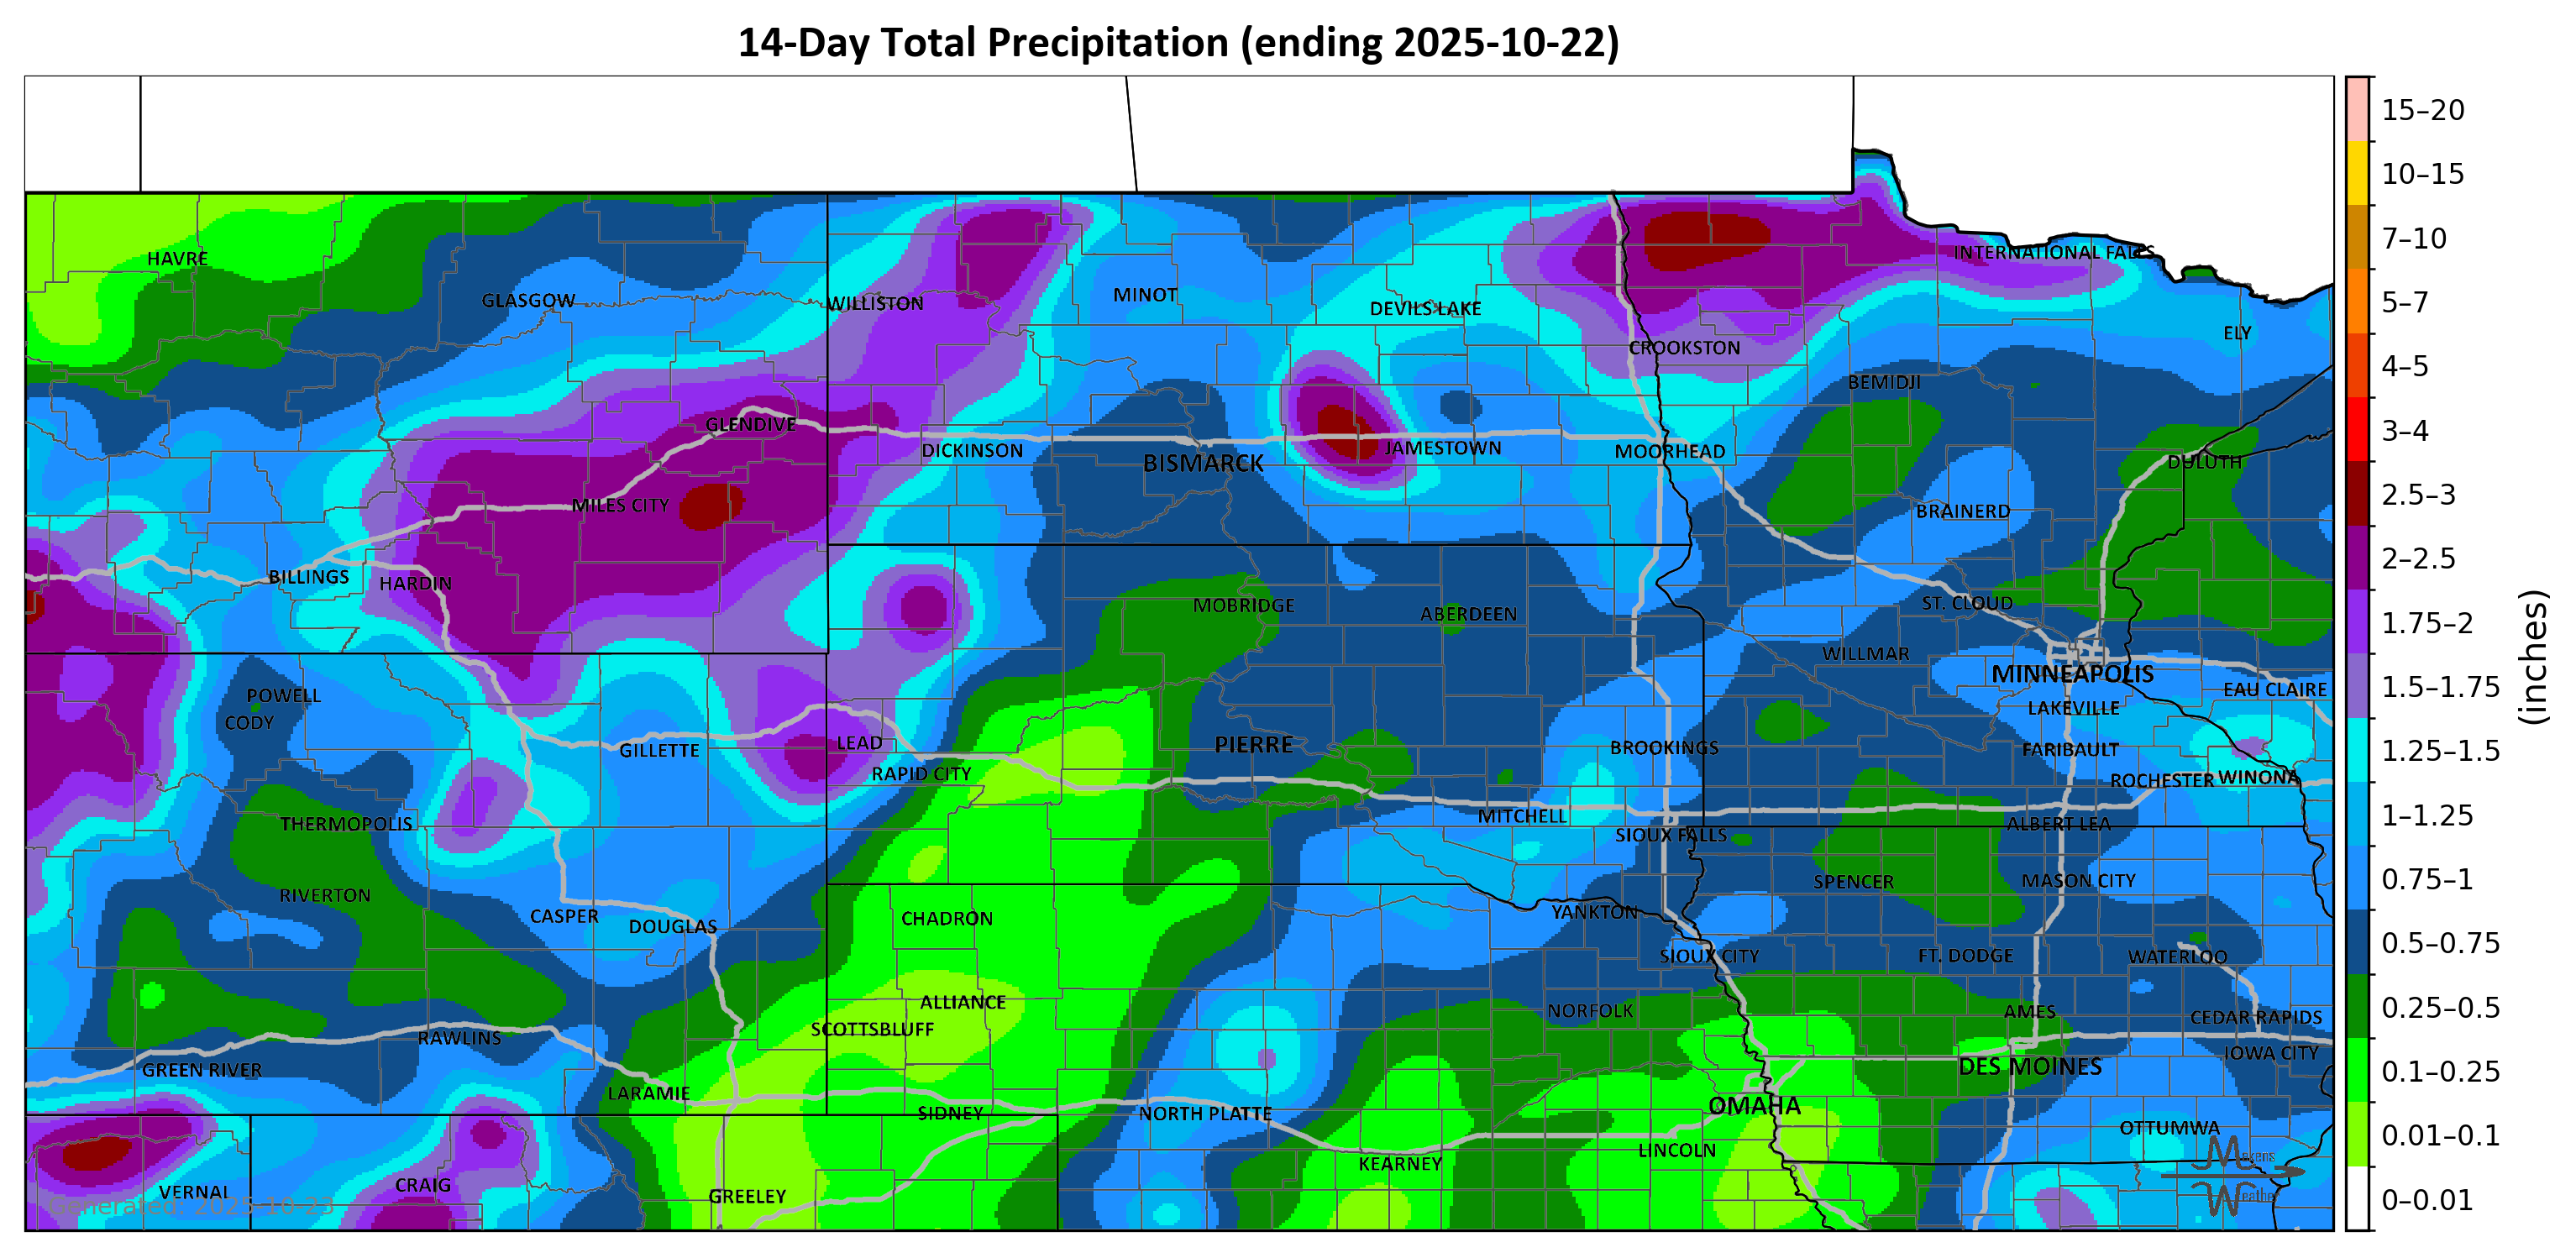 14-Day Total Precipitation (ending 2025-10-22)
15–20
10–15
7–10
5–7
4–5
3–4
2.5–3
2–2.5
1.75–2
1.5–1.75
1.25–1.5
1–1.25
0.75–1
0.5–0.75
0.25–0.5
0.1–0.25
0.01–0.1
0–0.01
(inches)
HAVRE
INTERNATIONAL FALLS
GLASGOW
WILLISTON
MINOT
DEVILS LAKE
ELY
CROOKSTON
BEMIDJI
GLENDIVE
DICKINSON
BISMARCK
JAMESTOWN
MOORHEAD
DULUTH
MILES CITY
BRAINERD
BILLINGS
HARDIN
MOBRIDGE
ABERDEEN
ST. CLOUD
WILLMAR
MINNEAPOLIS
POWELL
EAU CLAIRE
CODY
LAKEVILLE
GILLETTE
LEAD
PIERRE
BROOKINGS
FARIBAULT
RAPID CITY
ROCHESTER
WINONA
THERMOPOLIS
MITCHELL
ALBERT LEA
SIOUX FALLS
RIVERTON
SPENCER
MASON CITY
CASPER
DOUGLAS
CHADRON
YANKTON
SIOUX CITY
FT. DODGE
WATERLOO
ALLIANCE
NORFOLK
AMES
SCOTTSBLUFF
CEDAR RAPIDS
RAWLINS
GREEN RIVER
DES MOINES
IOWA CITY
LARAMIE
SIDNEY
NORTH PLATTE
OMAHA
OTTUMWA
LINCOLN
KEARNEY
VERNAL
CRAIG
GREELEY
Generated: 2025-10-23
Makens
Weather